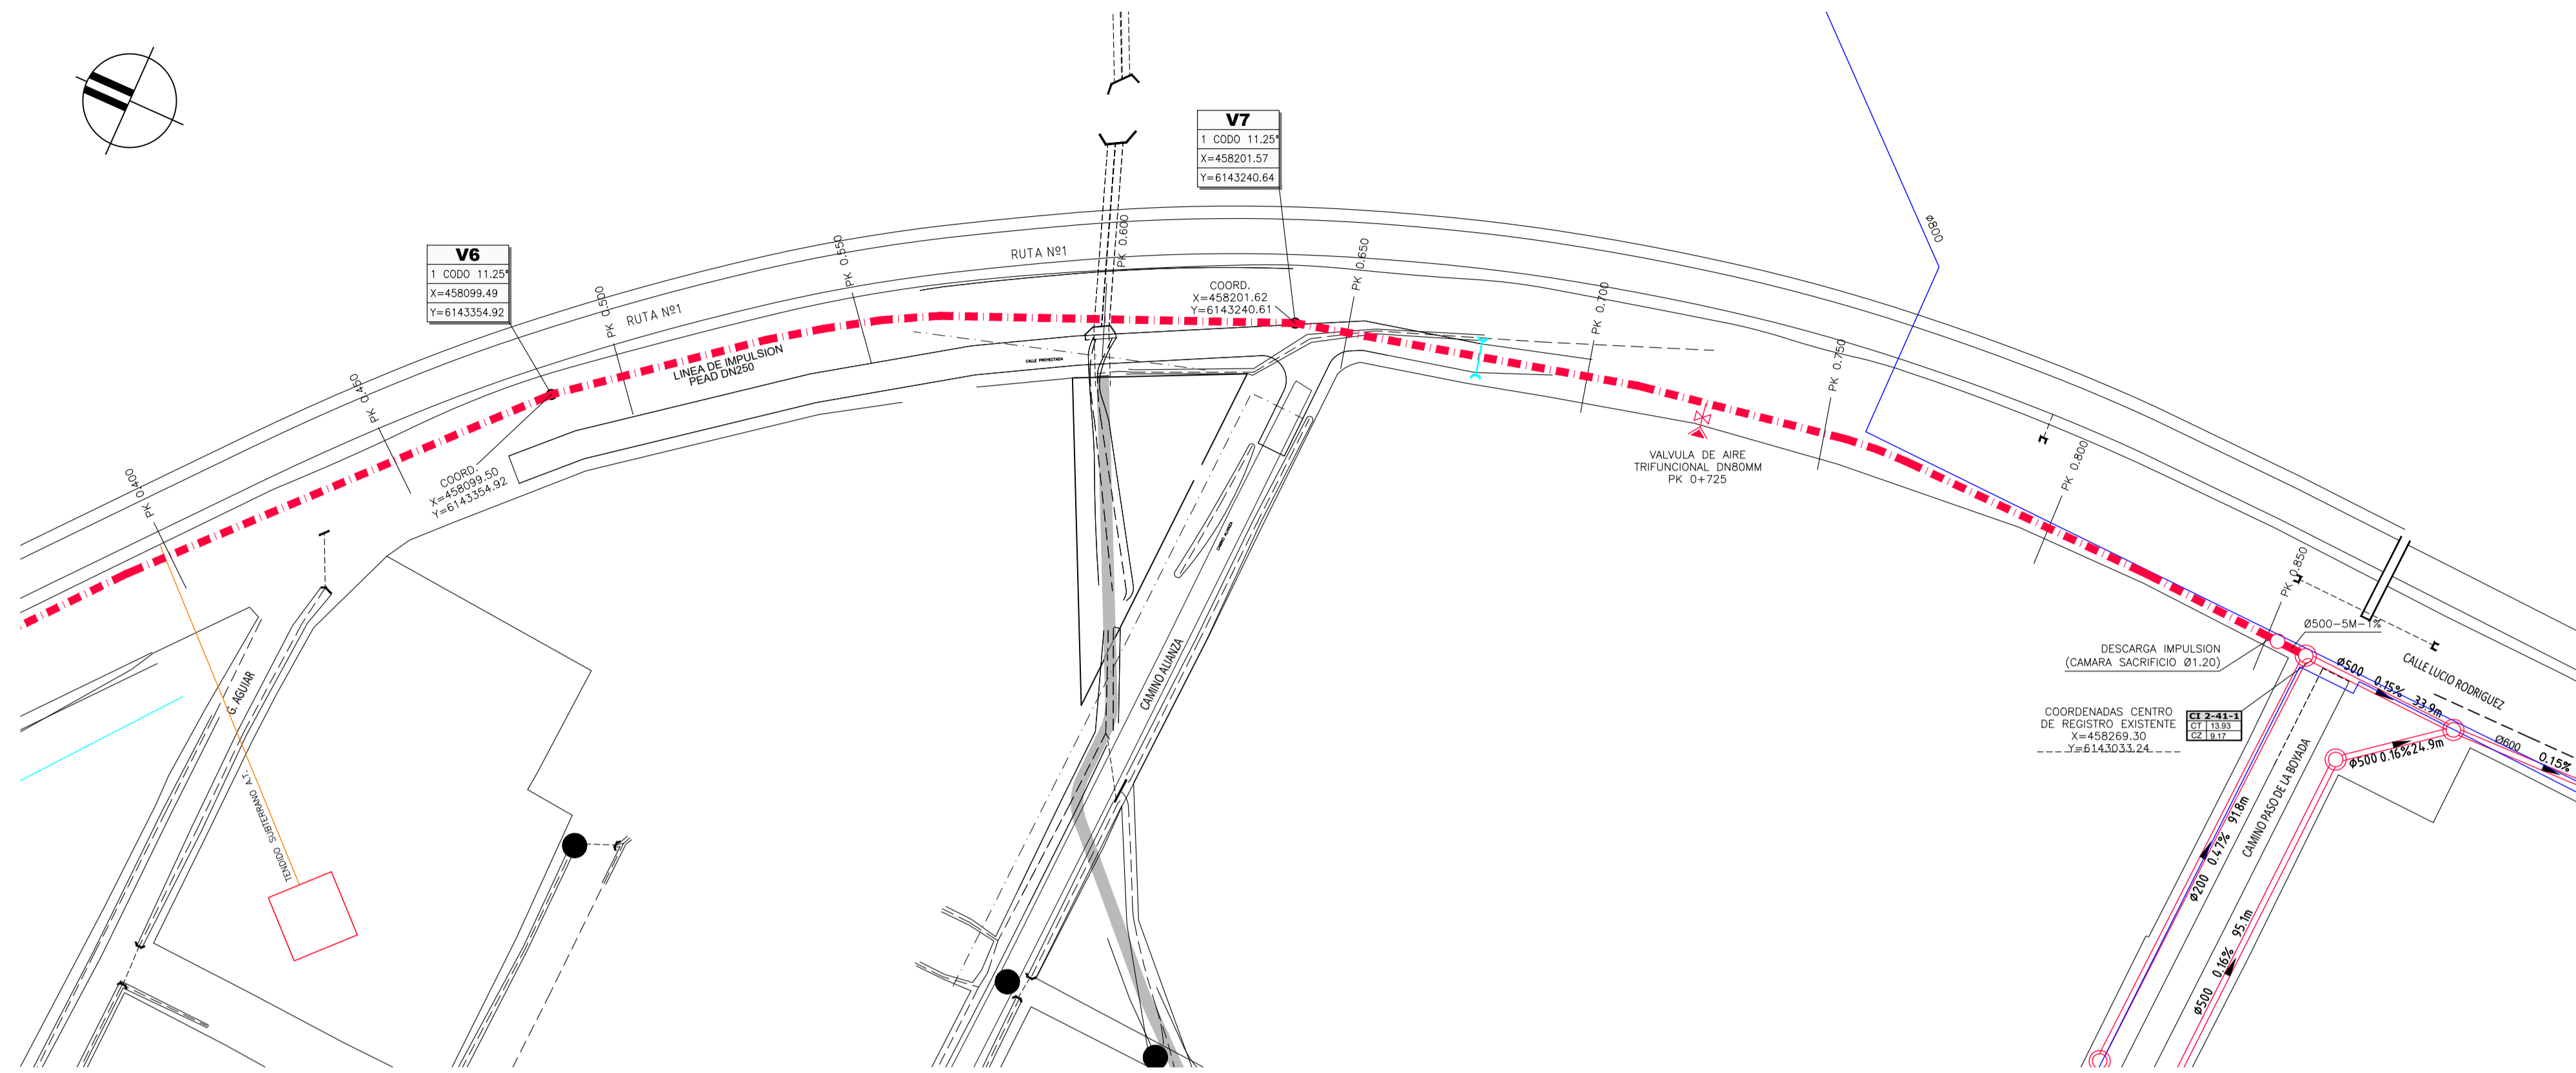 V7
1 CODO 11.25°
X=458201.57
Y=6143240.64
V6
1 CODO 11.25°
X=458099.49
Y=6143354.92
Ø800
PK 0.400
PK 0.450
PK 0.500
PK 0.550
PK 0.600
PK 0.650
PK 0.700
PK 0.750
PK 0.800
PK 0.850
RUTA Nº1
RUTA Nº1
COORD.
X=458201.62
Y=6143240.61
LINEA DE IMPULSION
PEAD DN250
CALLE PROYECTADA
COORD.
X=458099.50
Y=6143354.92
VALVULA DE AIRE
TRIFUNCIONAL DN80MM
PK 0+725
CAMINO ALIANZA
CAMINO ALIANZA
G. AGUIAR
TENDIDO SUBTERRANO A.T.
Ø500-5M-1%
DESCARGA IMPULSION
(CAMARA SACRIFICIO Ø1.20)
CALLE LUCIO RODRIGUEZ
Ø500 0.15% 33.9m
COORDENADAS CENTRO
DE REGISTRO EXISTENTE
X=458269.30
Y=6143033.24
CI 2-41-1
CT 13.93
CZ 9.17
Ø600
0.15%
Ø500 0.16% 24.9m
CAMINO PASO DE LA BOYADA
Ø200 0.47% 91.8m
Ø500 0.16% 95.1m